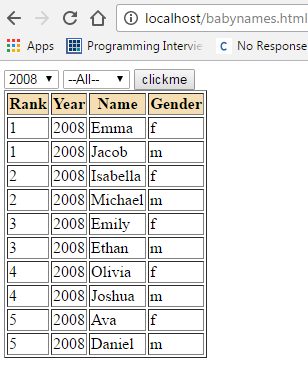 localhost/babynames.html
Apps Programming Intervie C No Response
2008 --All-- clickme
Rank Year Name Gender
1 2008 Emma f
1 2008 Jacob m
2 2008 Isabella f
2 2008 Michael m
3 2008 Emily f
3 2008 Ethan m
4 2008 Olivia f
4 2008 Joshua m
5 2008 Ava f
5 2008 Daniel m